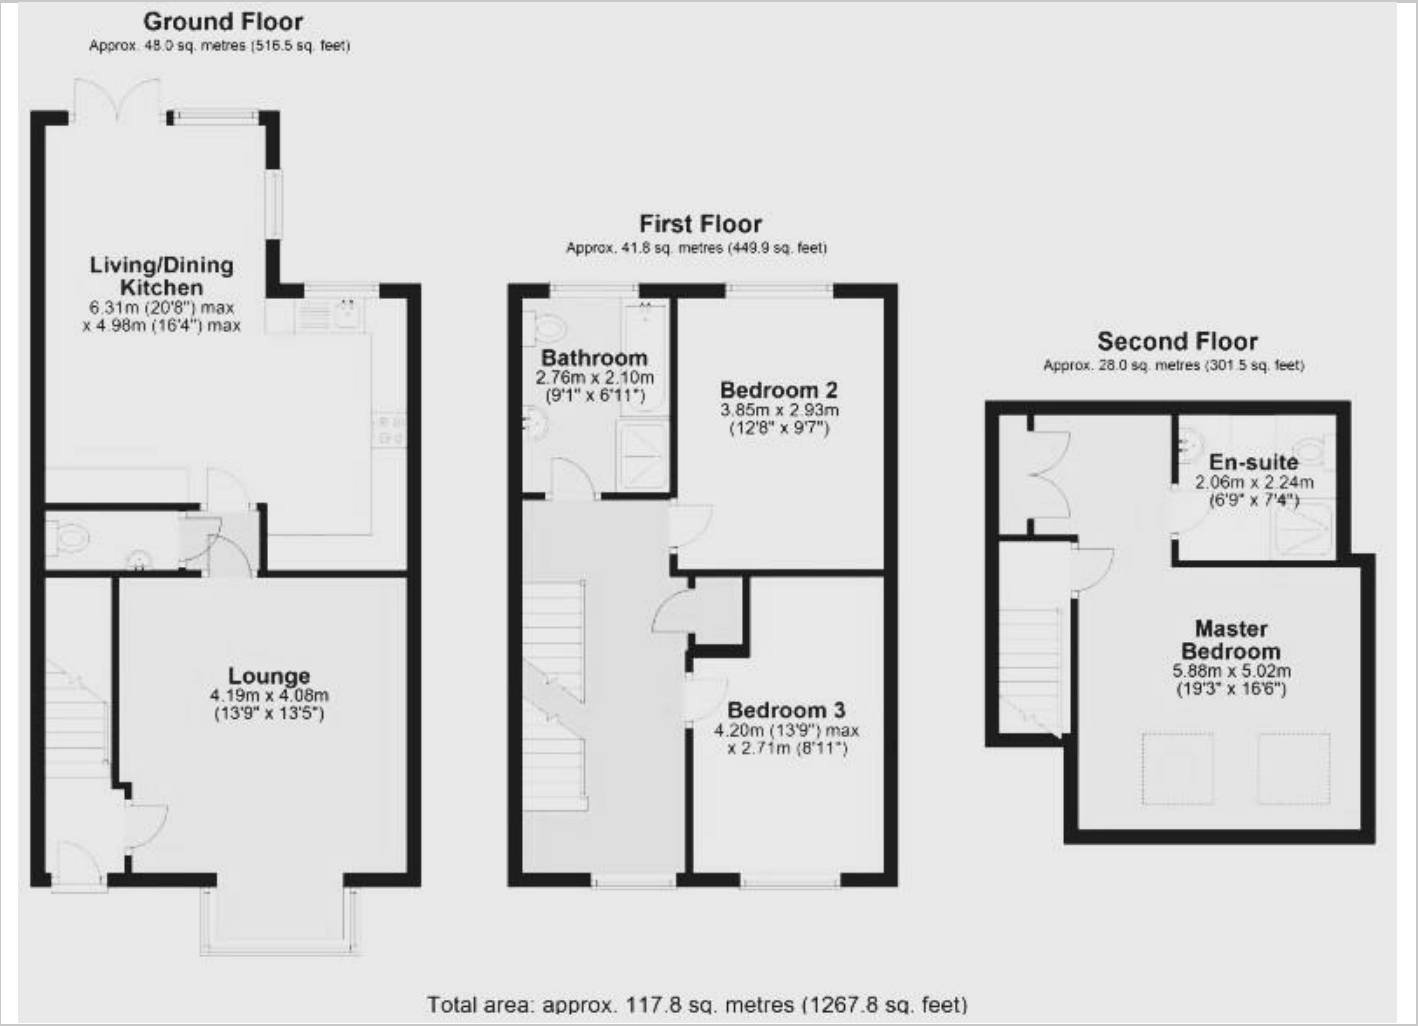 Ground Floor
Approx. 48.0 sq. metres (516.5 sq. feet)
Living/Dining
Kitchen
6.31m (20'8") max
x 4.98m (16'4") max
Lounge
4.19m x 4.08m
(13'9" x 13'5")
First Floor
Approx. 41.8 sq. metres (449.9 sq. feet)
Bathroom
2.76m x 2.10m
(9'1" x 6'11")
Bedroom 2
3.85m x 2.93m
(12'8" x 9'7")
Bedroom 3
4.20m (13'9") max
x 2.71m (8'11")
Second Floor
Approx. 28.0 sq. metres (301.5 sq. feet)
En-suite
2.06m x 2.24m
(6'9" x 7'4")
Master
Bedroom
5.88m x 5.02m
(19'3" x 16'6")
Total area: approx. 117.8 sq. metres (1267.8 sq. feet)